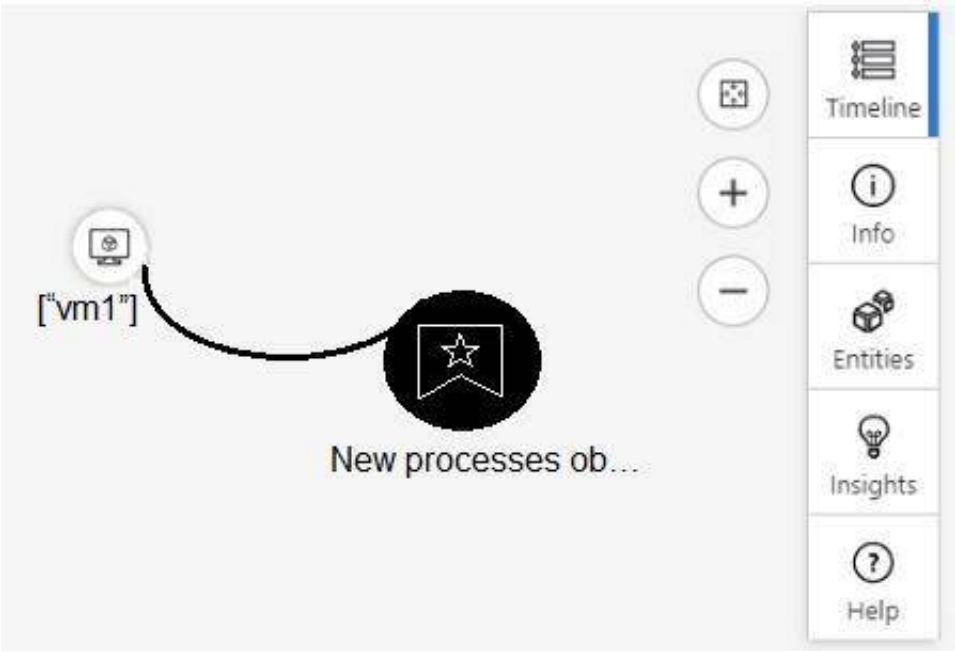 Timeline
Info
["vm1"]
Entities
New processes ob...
Insights
Help